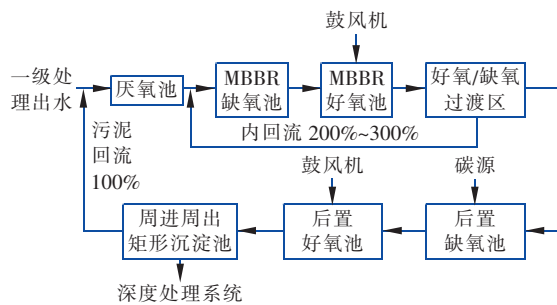 鼓风机
一级处
理出水
厌氧池
MBBR
缺氧池
MBBR
好氧池
好氧/缺氧
过渡区
内回流 200%~300%
污泥
回流
100%
鼓风机
碳源
周进周出
矩形沉淀池
后置
好氧池
后置
缺氧池
深度处理系统